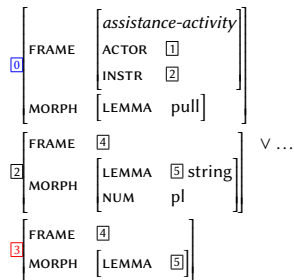 assistance-activity
0 FRAME ACTOR 1
INSTR 2
MORPH [LEMMA pull]
FRAME 4 ∨ …
2 LEMMA 5 string
MORPH NUM pl
FRAME 4
3
MORPH [LEMMA 5]